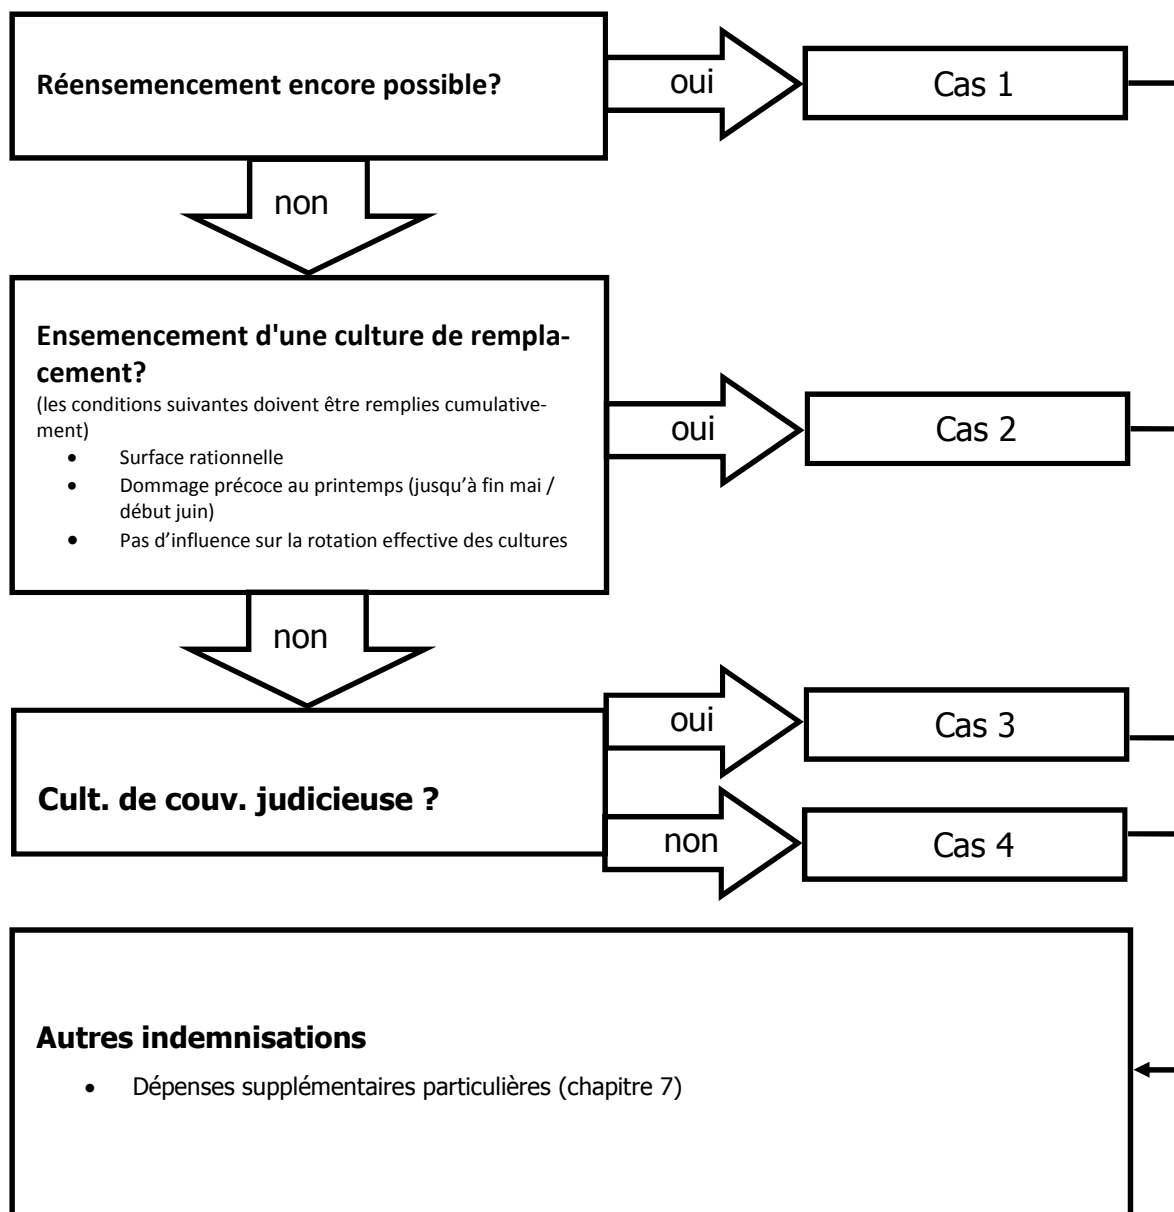 Réensemencement encore possible?
oui
Cas 1
non
Ensemencement d'une culture de rempla-
cement?
(les conditions suivantes doivent être remplies cumulative-
ment)
• Surface rationnelle
• Dommage précoce au printemps (jusqu'à fin mai /
début juin)
• Pas d’influence sur la rotation effective des cultures
oui
Cas 2
non
Cult. de couv. judicieuse ?
oui
Cas 3
non
Cas 4
Autres indemnisations
• Dépenses supplémentaires particulières (chapitre 7)